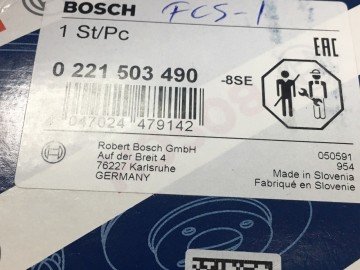 BOSCH FCS-1
1 St/Pc
EAC
0 221 503 490 -8SE
4 047024 479142
Robert Bosch GmbH
Auf der Breit 4
76227 Karlsruhe
GERMANY
050591
954
Made in Slovenia
Fabriqué en Slovenie